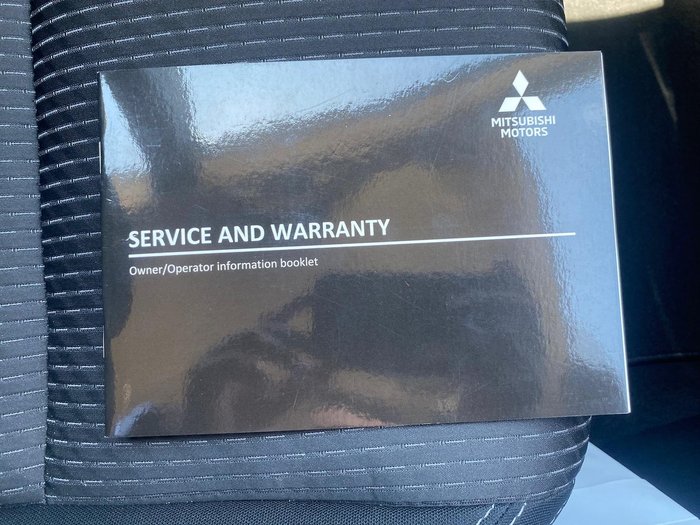 MITSUBISHI
MOTORS
SERVICE AND WARRANTY
Owner/Operator information booklet